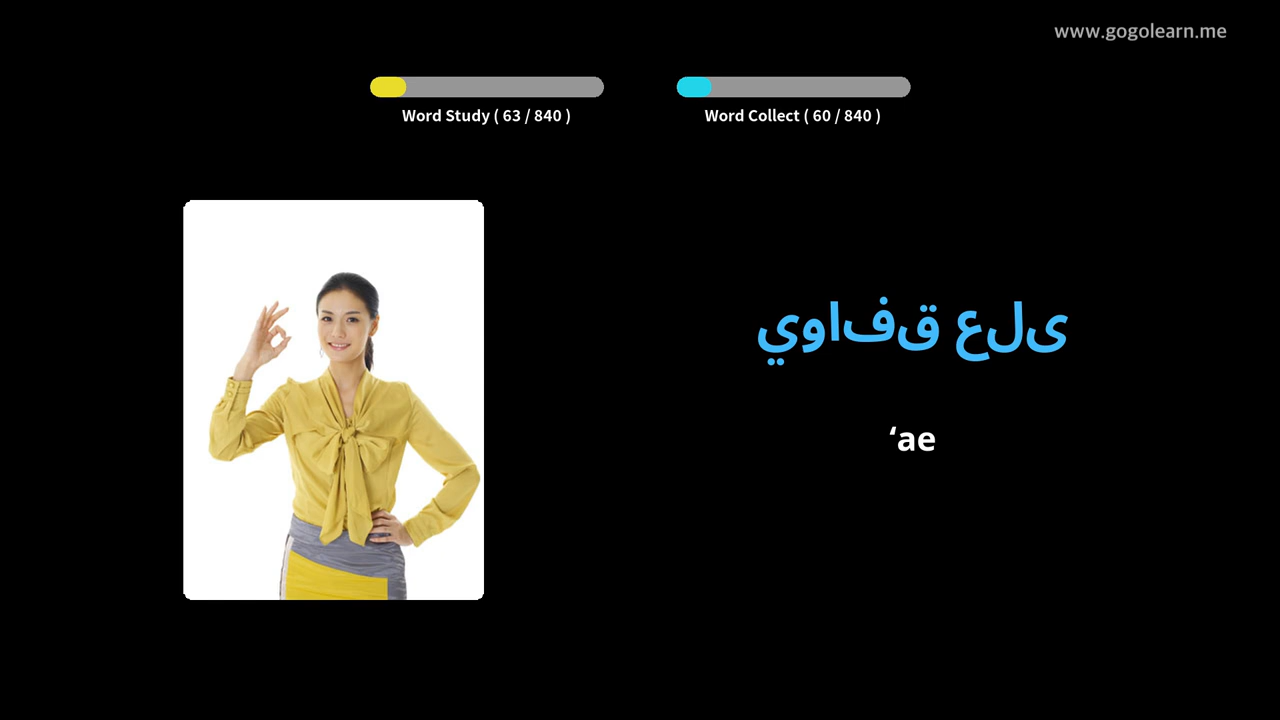 www.gogolearn.me
Word Study ( 63 / 840 )
Word Collect ( 60 / 840 )
يوافق على
‘ae